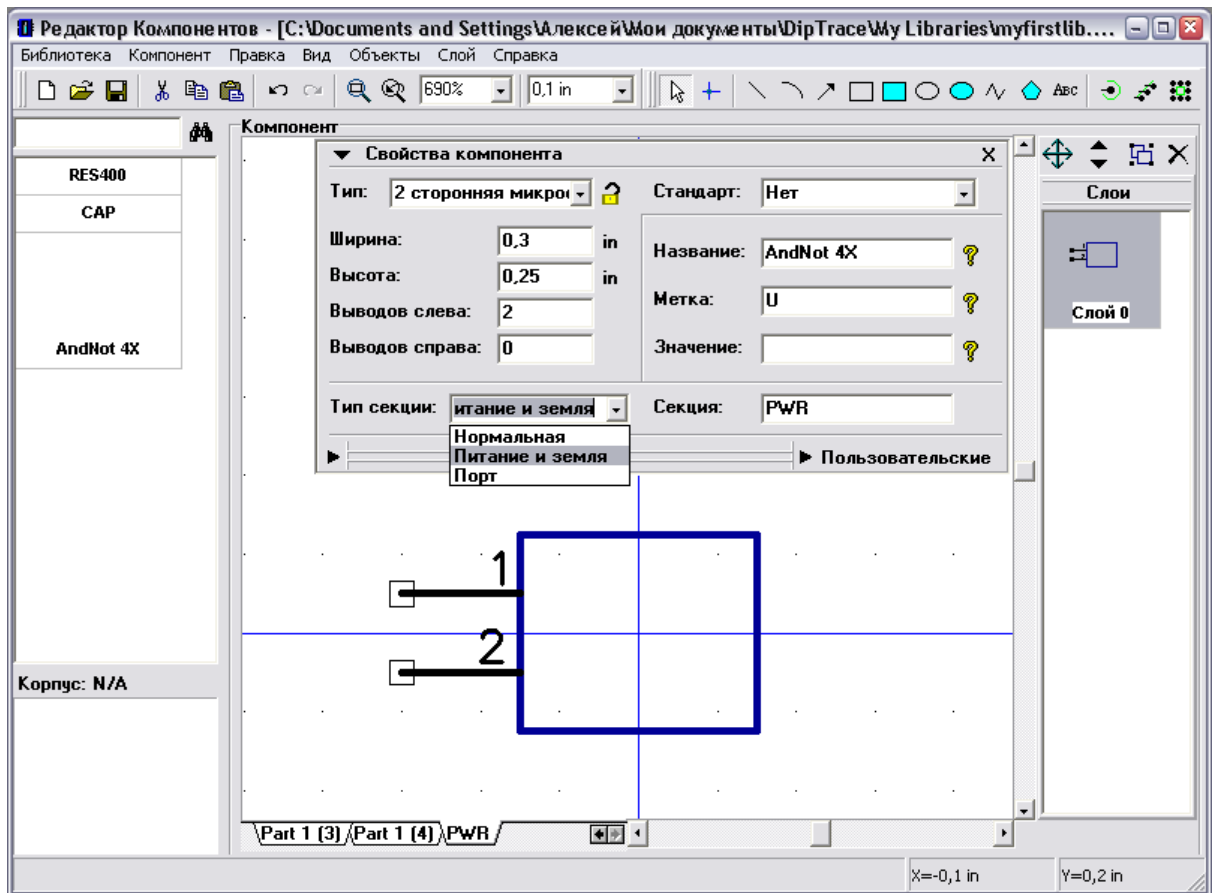 Редактор Компонентов - [C:\Documents and Settings\Алексей\Мои документы\DipTrace\My Libraries\myfirstlib....
Библиотека Компонент Правка Вид Объекты Слой Справка
690% 0,1 in ABC
Компонент
Свойства компонента X
RES400
Тип: 2 сторонняя микро Стандарт: Нет
Слои
CAP
Ширина: 0,3 in
Название: AndNot 4X
Высота: 0,25 in
Метка: U
Выводов слева: 2
Слой 0
AndNot 4X
Выводов справа: 0
Значение:
Тип секции: итание и земля Секция: PWR
Нормальная
Питание и земля
Пользовательские
Порт
1
2
Корпус: N/A
Part 1 (3) Part 1 (4) PWR
X=-0,1 in Y=0,2 in